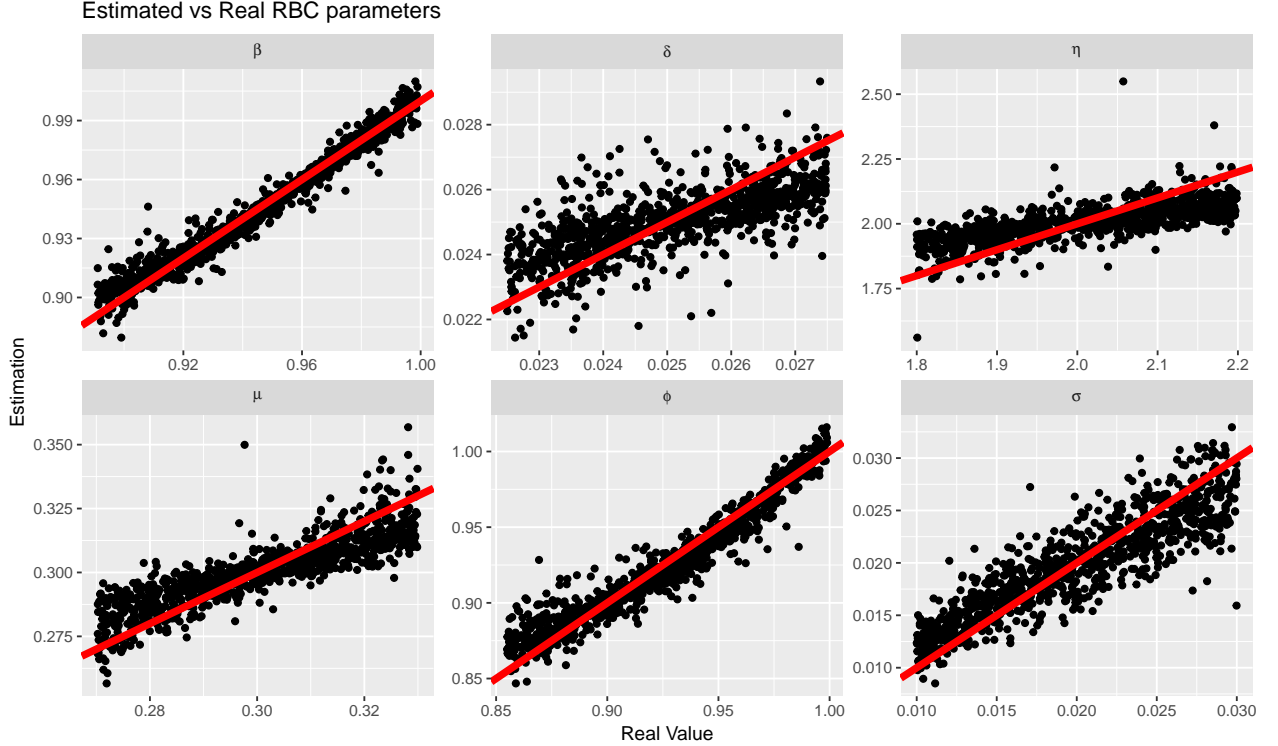 Estimated vs Real RBC parameters
β δ η
0.99
0.96
0.93
0.90
0.92 0.96 1.00
0.028
0.026
0.024
0.022
0.023 0.024 0.025 0.026 0.027
2.50
2.25
2.00
1.75
1.8 1.9 2.0 2.1 2.2
μ φ σ
0.350
0.325
0.300
0.275
0.28 0.30 0.32
1.00
0.95
0.90
0.85
0.85 0.90 0.95 1.00
0.030
0.025
0.020
0.015
0.010
0.010 0.015 0.020 0.025 0.030
Estimation
Real Value